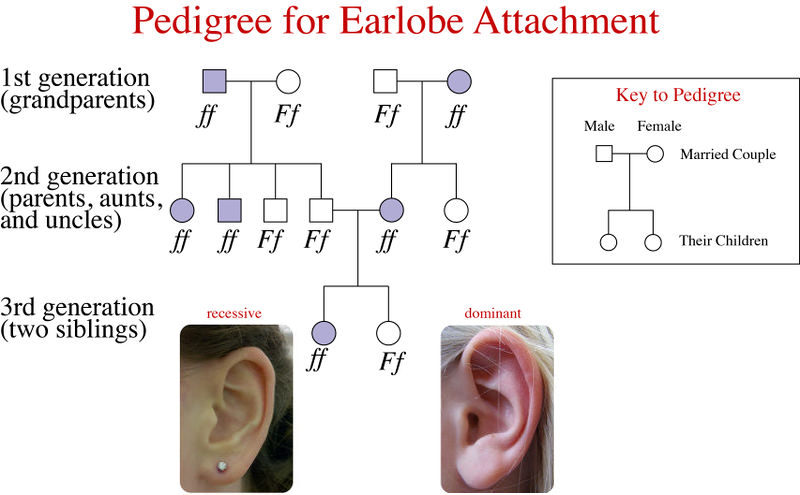 Pedigree for Earlobe Attachment
1st generation
(grandparents)
ff
Ff
Ff
ff
Key to Pedigree
Male
Female
Married Couple
Their Children
2nd generation
(parents, aunts,
and uncles)
ff
ff
Ff
Ff
ff
Ff
3rd generation
(two siblings)
ff
Ff
recessive
dominant